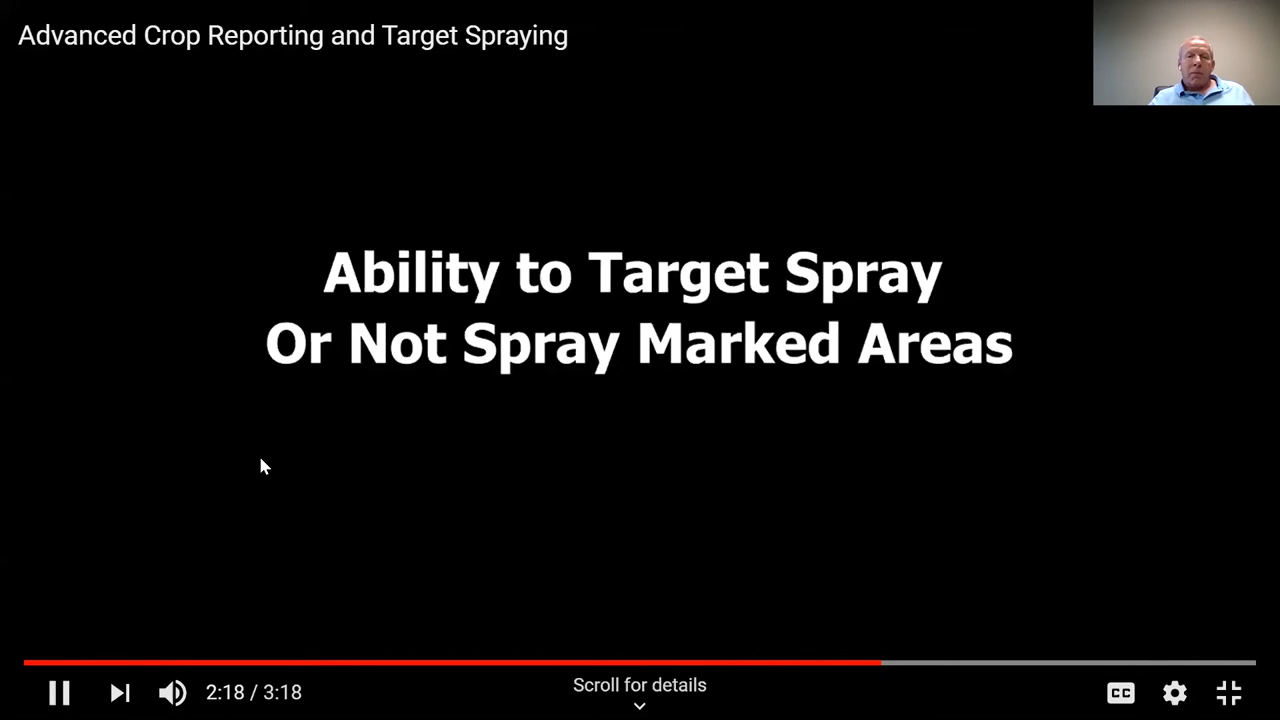 Advanced Crop Reporting and Target Spraying
Ability to Target Spray
Or Not Spray Marked Areas
2:18 / 3:18
Scroll for details
CC